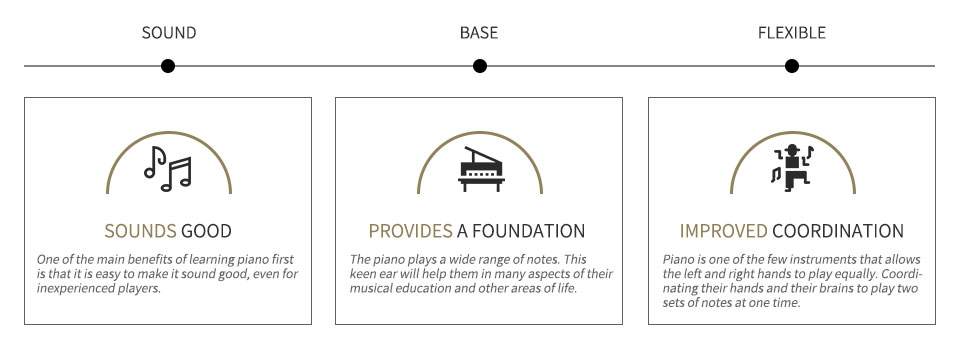 SOUND
BASE
FLEXIBLE
SOUNDS GOOD
One of the main benefits of learning piano first
is that it is easy to make it sound good, even for
inexperienced players.
PROVIDES A FOUNDATION
The piano plays a wide range of notes. This
keen ear will help them in many aspects of their
musical education and other areas of life.
IMPROVED COORDINATION
Piano is one of the few instruments that allows
the left and right hands to play equally. Coordi-
nating their hands and their brains to play two
sets of notes at one time.